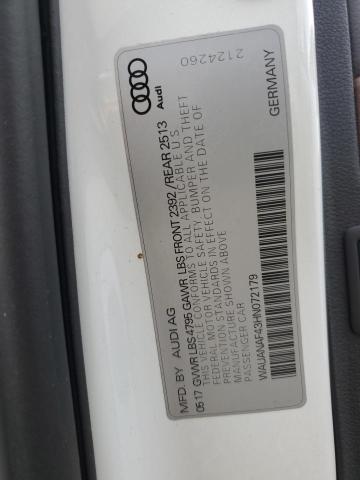 MFD. BY AUDI AG
05 17 GVWR LBS 4795 GAWR LBS FRONT 2392 / REAR 2513
THIS VEHICLE CONFORMS TO ALL APPLICABLE U S
FEDERAL MOTOR VEHICLE SAFETY, BUMPER AND THEFT
PREVENTION STANDARDS IN EFFECT ON THE DATE OF
MANUFACTURE SHOWN ABOVE
PASSENGER CAR
WAUANAF43HN072179
Audi
2124260
GERMANY